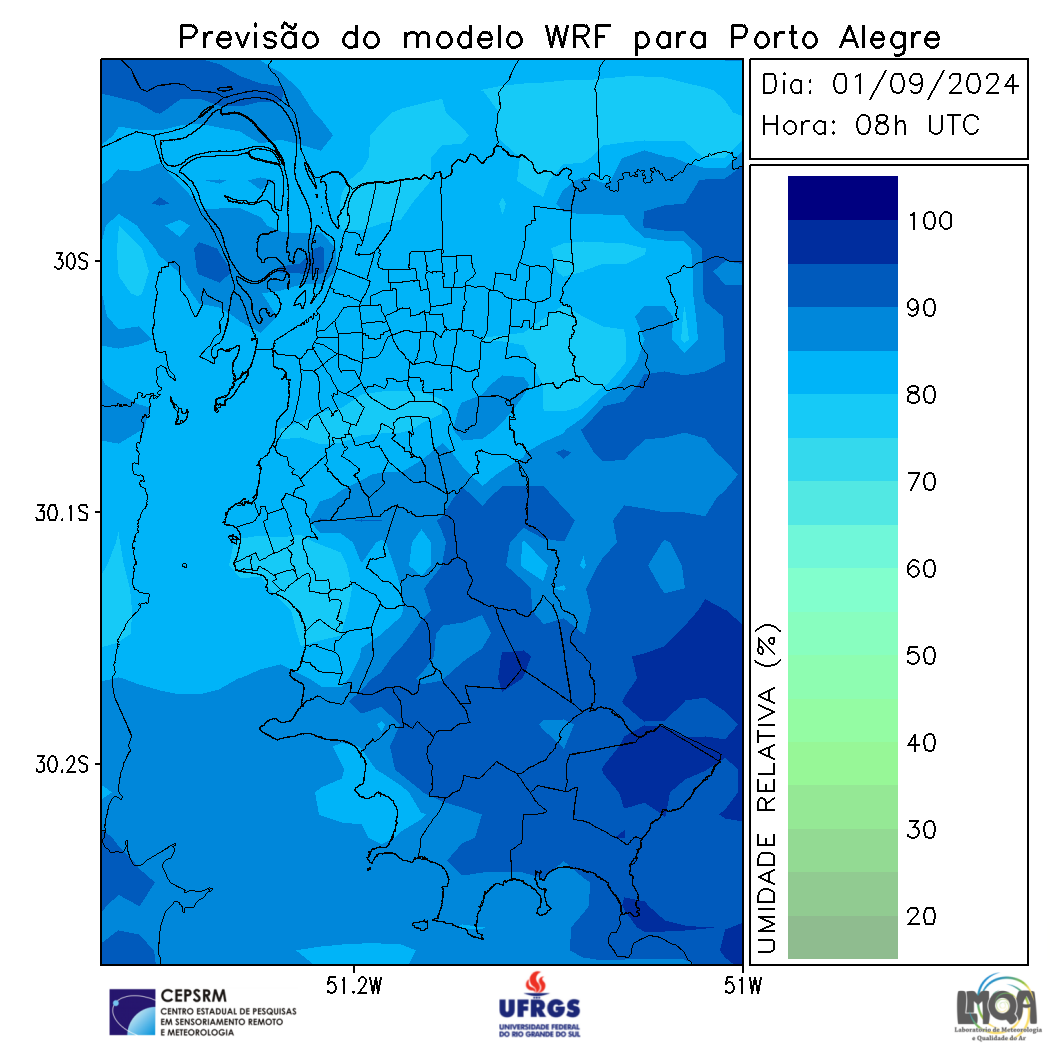 Previsão do modelo WRF para Porto Alegre
Dia: 01/09/2024
Hora: 08h UTC
30S
30.1S
30.2S
51.2W
51W
100
90
80
70
60
50
40
30
20
UMIDADE RELATIVA (%)
CEPSRM
CENTRO ESTADUAL DE PESQUISAS
EM SENSORIAMENTO REMOTO
E METEOROLOGIA
UFRGS
UNIVERSIDADE FEDERAL
DO RIO GRANDE DO SUL
LMQA
Laboratório de Meteorologia
e Qualidade do Ar